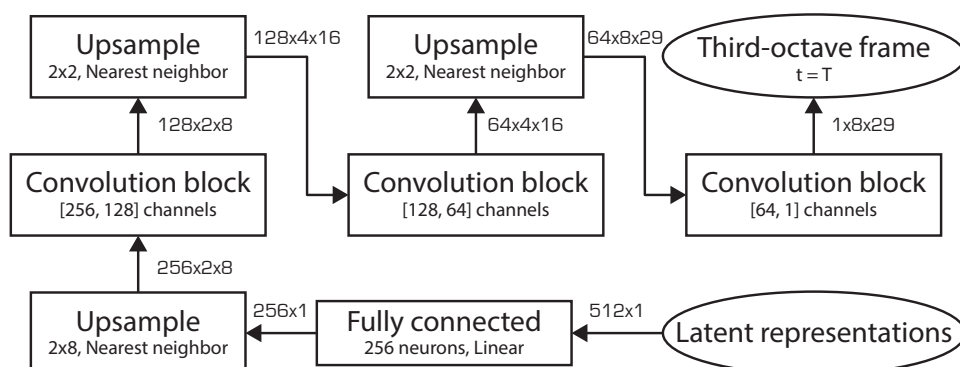 Upsample
2x2, Nearest neighbor
128x4x16
Upsample
2x2, Nearest neighbor
64x8x29
Third-octave frame
t = T
128x2x8
64x4x16
1x8x29
Convolution block
[256, 128] channels
Convolution block
[128, 64] channels
Convolution block
[64, 1] channels
256x2x8
Upsample
2x8, Nearest neighbor
256x1
Fully connected
256 neurons, Linear
512x1
Latent representations